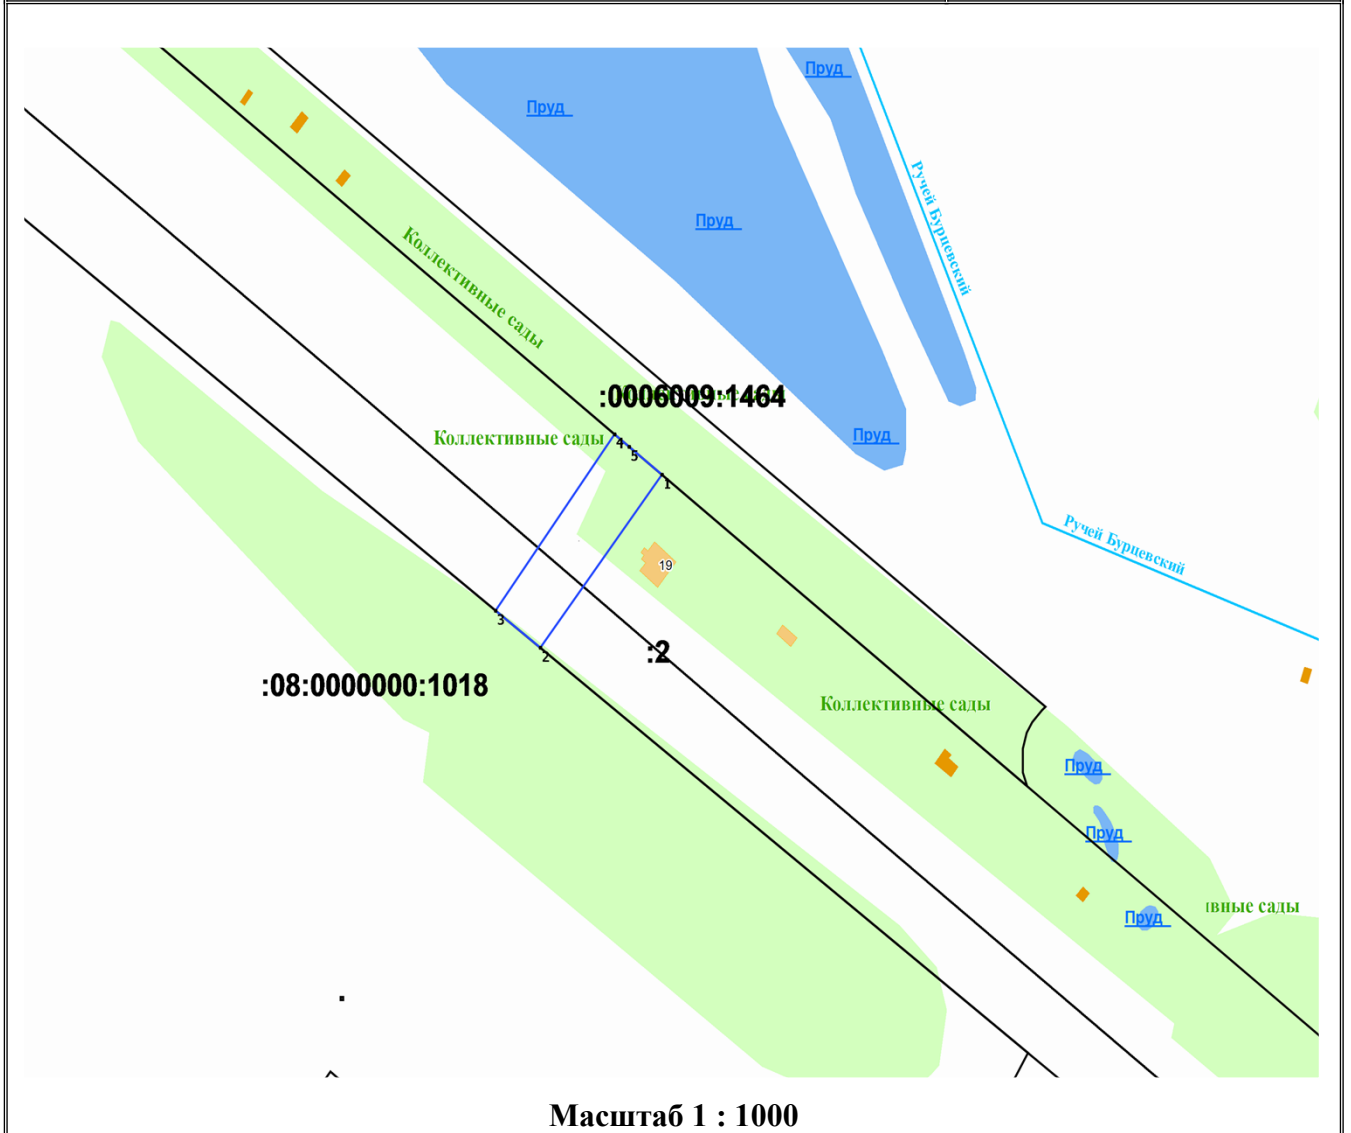 Пруд
Пруд
Ручей Бурцевский
Пруд
Коллективные сады
:0006009:1464
Коллективные сады
4
5
1
Пруд
Ручей Бурцевский
19
3
2
:2
:08:0000000:1018
Коллективные сады
Пруд
Пруд
Пруд
ивные сады
Масштаб 1 : 1000